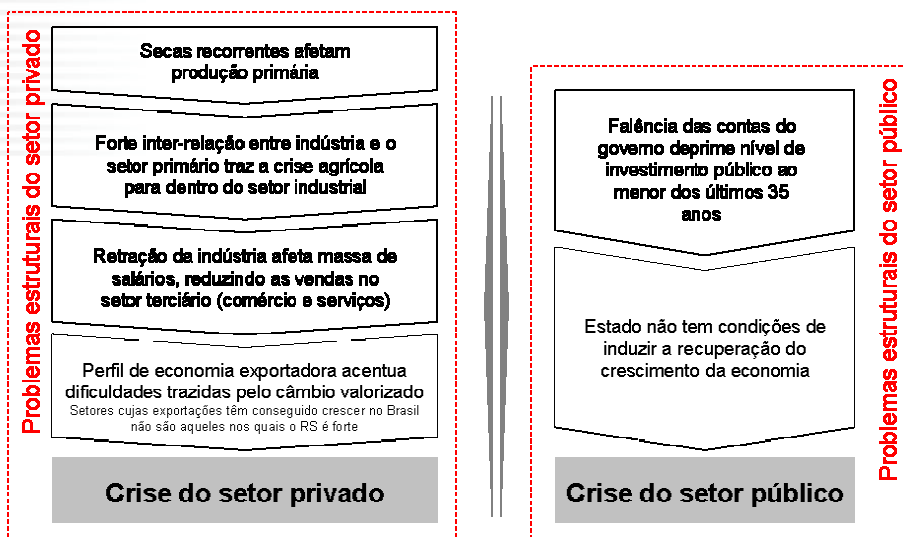 Problemas estruturais do setor privado
Secas recorrentes afetam
produção primária
Forte inter-relação entre indústria e o
setor primário traz a crise agrícola
para dentro do setor industrial
Retração da indústria afeta massa de
salários, reduzindo as vendas no
setor terciário (comércio e serviços)
Perfil de economia exportadora acentua
dificuldades trazidas pelo câmbio valorizado
Setores cujas exportações têm conseguido crescer no Brasil
não são aqueles nos quais o RS é forte
Crise do setor privado
Problemas estruturais do setor público
Falência das contas do
governo deprime nível de
investimento público ao
menor dos últimos 35
anos
Estado não tem condições de
induzir a recuperação do
crescimento da economia
Crise do setor público